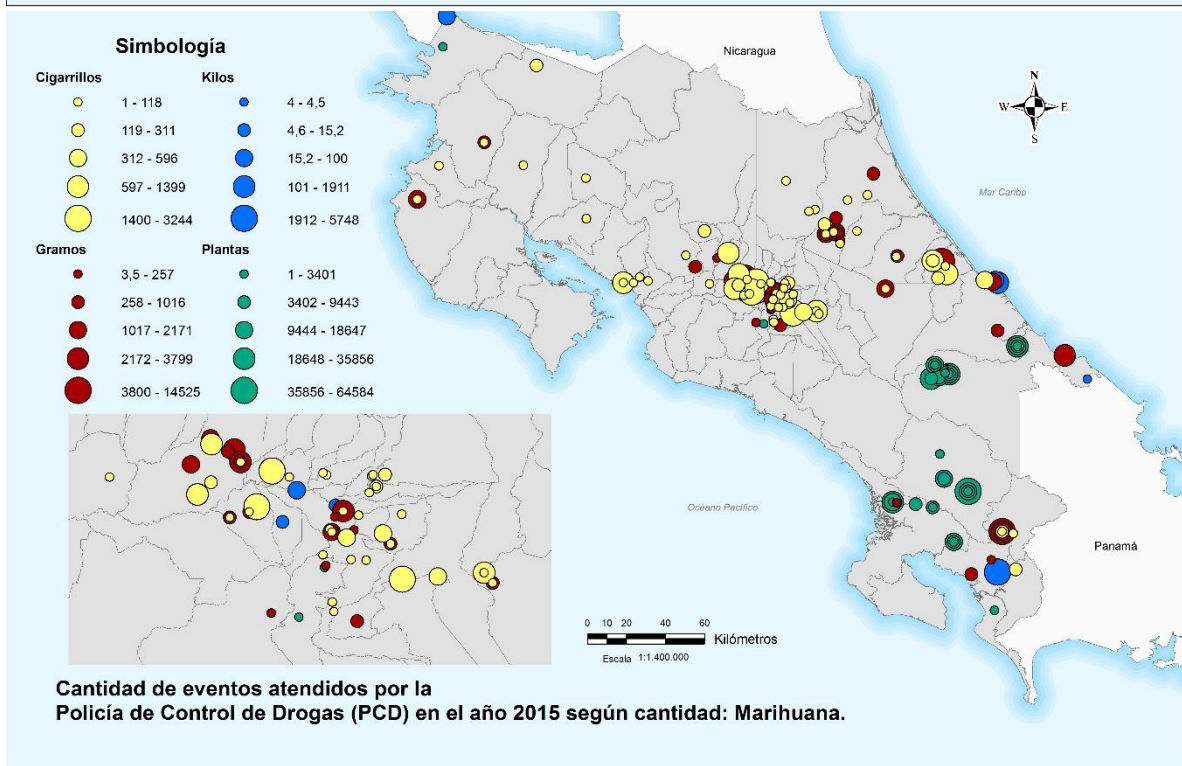 Simbología
Cigarrillos
1 - 118
119 - 311
312 - 596
597 - 1399
1400 - 3244
Kilos
4 - 4,5
4,6 - 15,2
15,2 - 100
101 - 1911
1912 - 5748
Gramos
3,5 - 257
258 - 1016
1017 - 2171
2172 - 3799
3800 - 14525
Plantas
1 - 3401
3402 - 9443
9444 - 18647
18648 - 35856
35856 - 64584
Nicaragua
N
W
E
S
Mar Caribo
Océano Pacífico
Panamá
0 10 20 40 60
Kilómetros
Escala 1:1.400.000
Cantidad de eventos atendidos por la
Policía de Control de Drogas (PCD) en el año 2015 según cantidad: Marihuana.